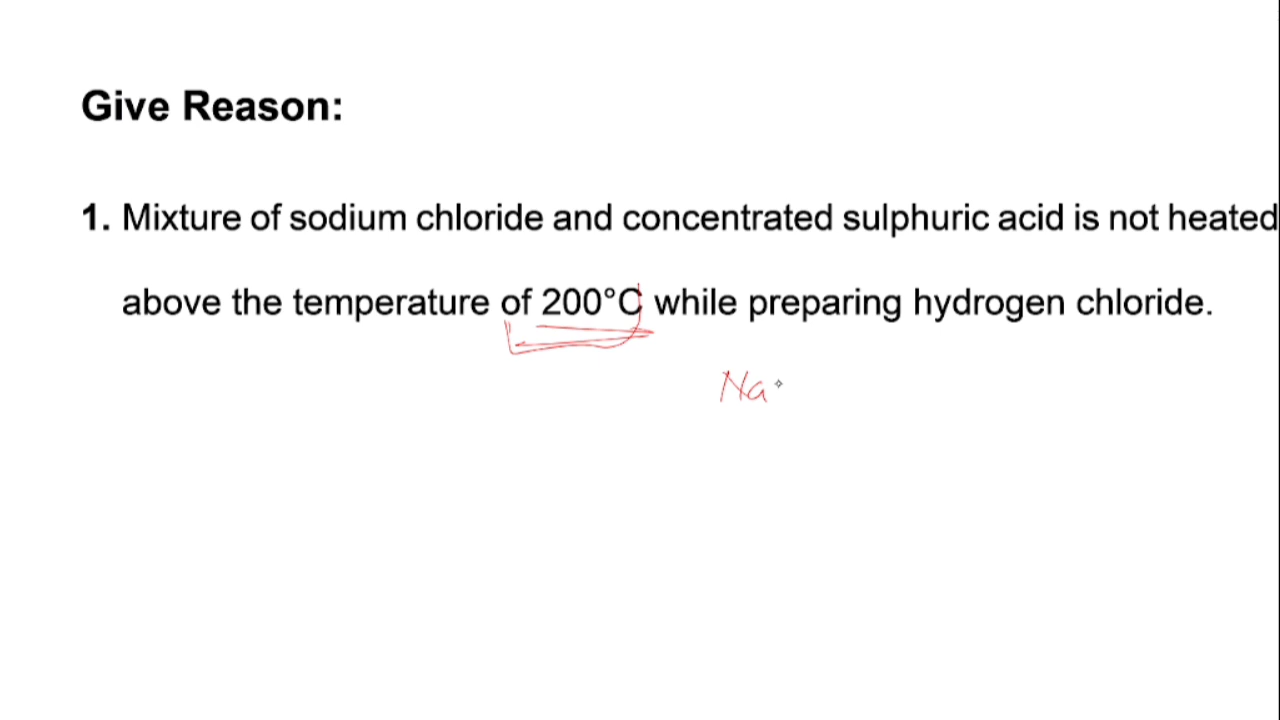 Give Reason:
1. Mixture of sodium chloride and concentrated sulphuric acid is not heated
above the temperature of 200°C while preparing hydrogen chloride.
Na